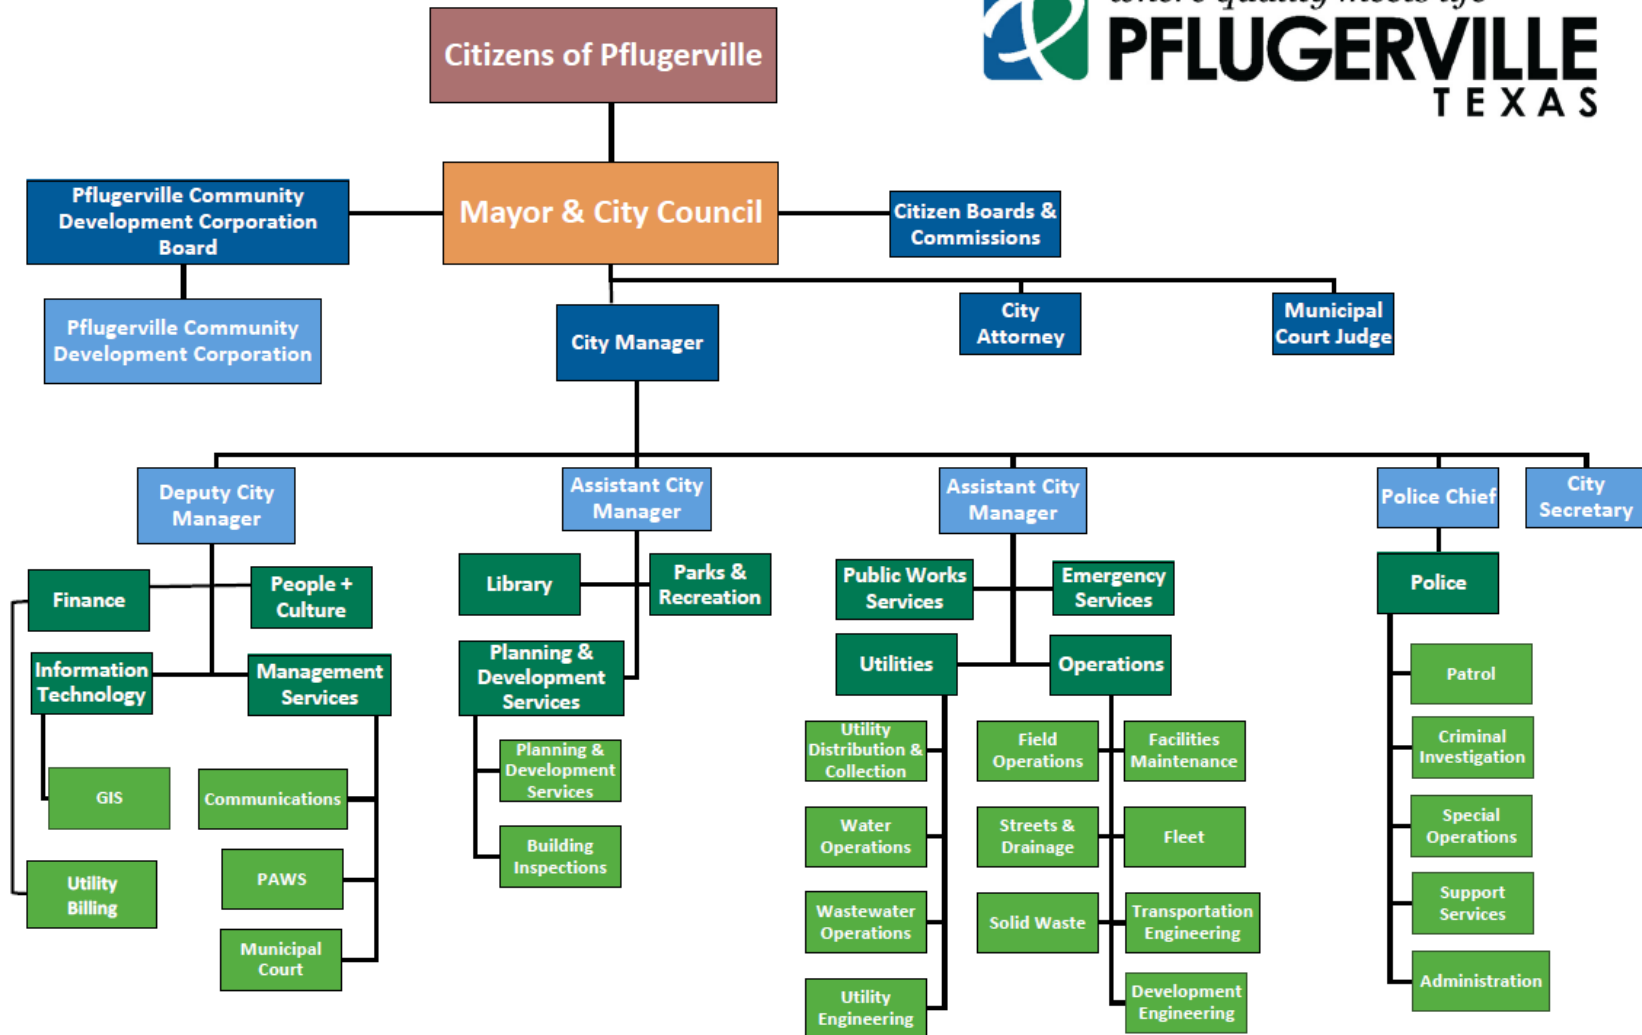 where quality meets life
PFLUGERVILLE
TEXAS
Citizens of Pflugerville
Pflugerville Community
Development Corporation
Board
Mayor & City Council
Citizen Boards &
Commissions
Pflugerville Community
Development Corporation
City Manager
City
Attorney
Municipal
Court Judge
Deputy City
Manager
Assistant City
Manager
Assistant City
Manager
Police Chief
City
Secretary
Finance
People +
Culture
Information
Technology
Management
Services
GIS
Communications
Utility
Billing
PAWS
Municipal
Court
Library
Parks &
Recreation
Planning &
Development
Services
Planning &
Development
Services
Building
Inspections
Public Works
Services
Emergency
Services
Utilities
Operations
Utility
Distribution &
Collection
Water
Operations
Wastewater
Operations
Utility
Engineering
Field
Operations
Facilities
Maintenance
Streets &
Drainage
Fleet
Solid Waste
Transportation
Engineering
Development
Engineering
Police
Patrol
Criminal
Investigation
Special
Operations
Support
Services
Administration